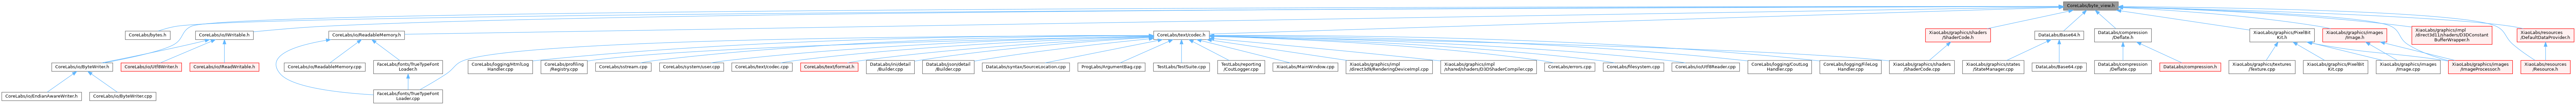 CoreLabs/byte_view.h
CoreLabs/bytes.h
CoreLabs/io/IWritable.h
CoreLabs/io/ReadableMemory.h
CoreLabs/text/codec.h
XiaoLabs/graphics/shaders
/ShaderCode.h
DataLabs/Base64.h
DataLabs/compression
/Deflate.h
XiaoLabs/graphics/PixelBit
Kit.h
XiaoLabs/graphics/images
/Image.h
XiaoLabs/graphics/impl
/direct3d11/shaders/D3DConstant
BufferWrapper.h
XiaoLabs/resources
/DefaultDataProvider.h
CoreLabs/io/ByteWriter.h
CoreLabs/io/Utf8Writer.h
CoreLabs/io/IReadWritable.h
CoreLabs/io/ReadableMemory.cpp
FaceLabs/fonts/TrueTypeFont
Loader.h
CoreLabs/logging/HtmlLog
Handler.cpp
CoreLabs/profiling
/Registry.cpp
CoreLabs/ostream.cpp
CoreLabs/system/user.cpp
CoreLabs/text/codec.cpp
CoreLabs/text/format.h
DataLabs/ini/detail
/Builder.cpp
DataLabs/json/detail
/Builder.cpp
DataLabs/syntax/SourceLocation.cpp
ProgLabs/ArgumentBag.cpp
TestLabs/TestSuite.cpp
TestLabs/reporting
/CoutLogger.cpp
XiaoLabs/MainWindow.cpp
XiaoLabs/graphics/impl
/direct3d9/RenderingDeviceImpl.cpp
XiaoLabs/graphics/impl
/shared/shaders/D3DShaderCompiler.cpp
CoreLabs/errors.cpp
CoreLabs/filesystem.cpp
CoreLabs/io/Utf8Reader.cpp
CoreLabs/logging/CoutLog
Handler.cpp
CoreLabs/logging/FileLog
Handler.cpp
XiaoLabs/graphics/shaders
/ShaderCode.cpp
XiaoLabs/graphics/states
/StateManager.cpp
DataLabs/Base64.cpp
DataLabs/compression
/Deflate.cpp
DataLabs/compression.h
XiaoLabs/graphics/textures
/Texture.cpp
XiaoLabs/graphics/PixelBit
Kit.cpp
XiaoLabs/graphics/images
/Image.cpp
XiaoLabs/graphics/images
/ImageProcessor.h
XiaoLabs/resources
/Resource.h
CoreLabs/io/EndianAwareWriter.h
CoreLabs/io/ByteWriter.cpp
FaceLabs/fonts/TrueTypeFont
Loader.cpp